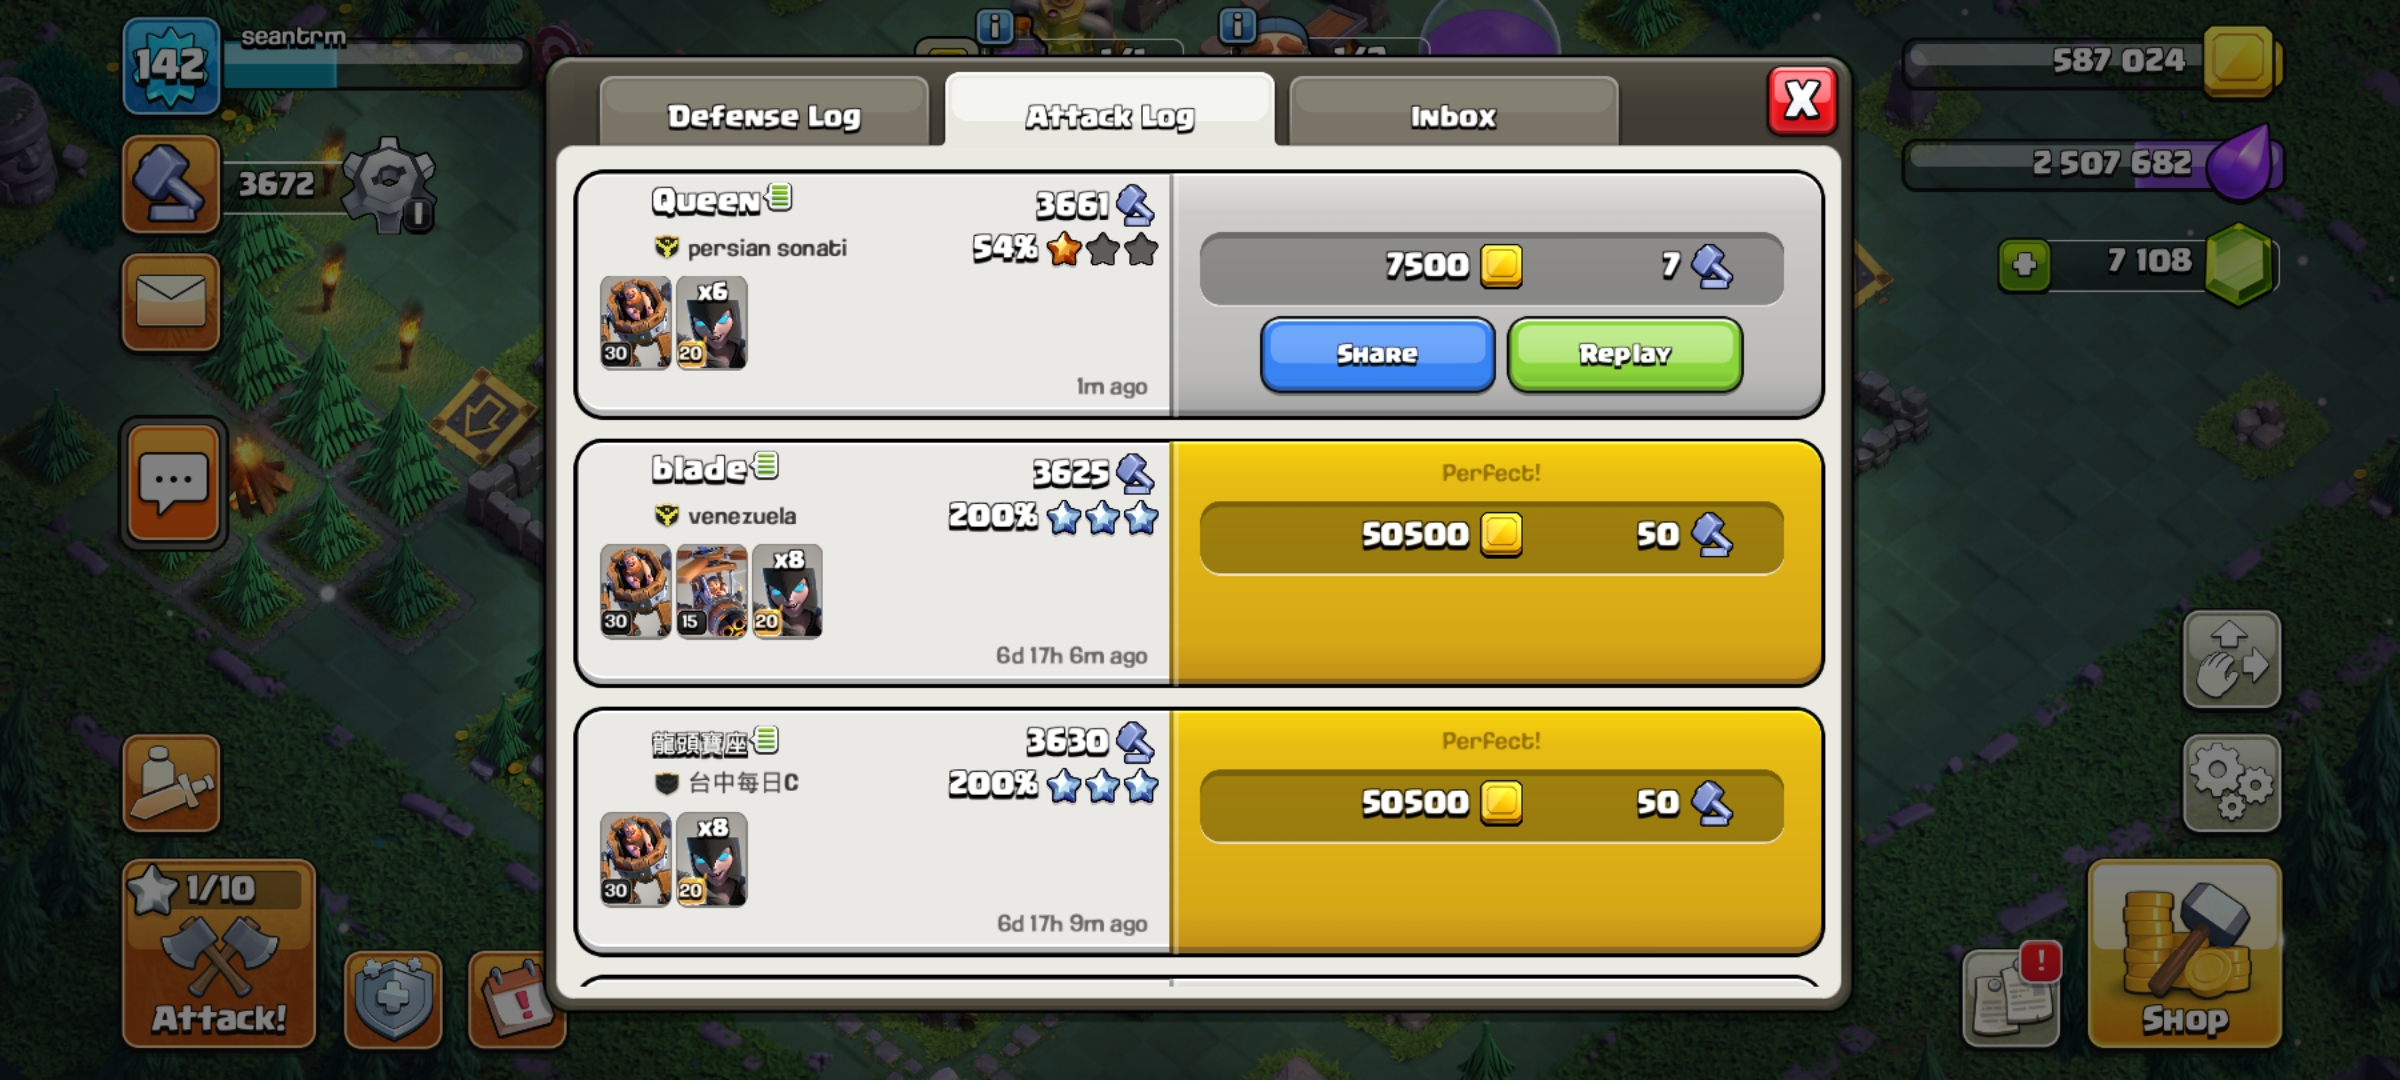 142
seantrm
587 024
3672
2 507 682
7 108
Defense Log
Attack Log
Inbox
X
Queen
3661
persian sonati
54%
7500
7
30
x6
20
Share
Replay
1m ago
blade
3625
venezuela
200%
Perfect!
50500
50
30
15
x8
20
6d 17h 6m ago
龍頭寶座
3630
台中每日C
200%
Perfect!
50500
50
30
x8
20
6d 17h 9m ago
1/10
Attack!
!
Shop